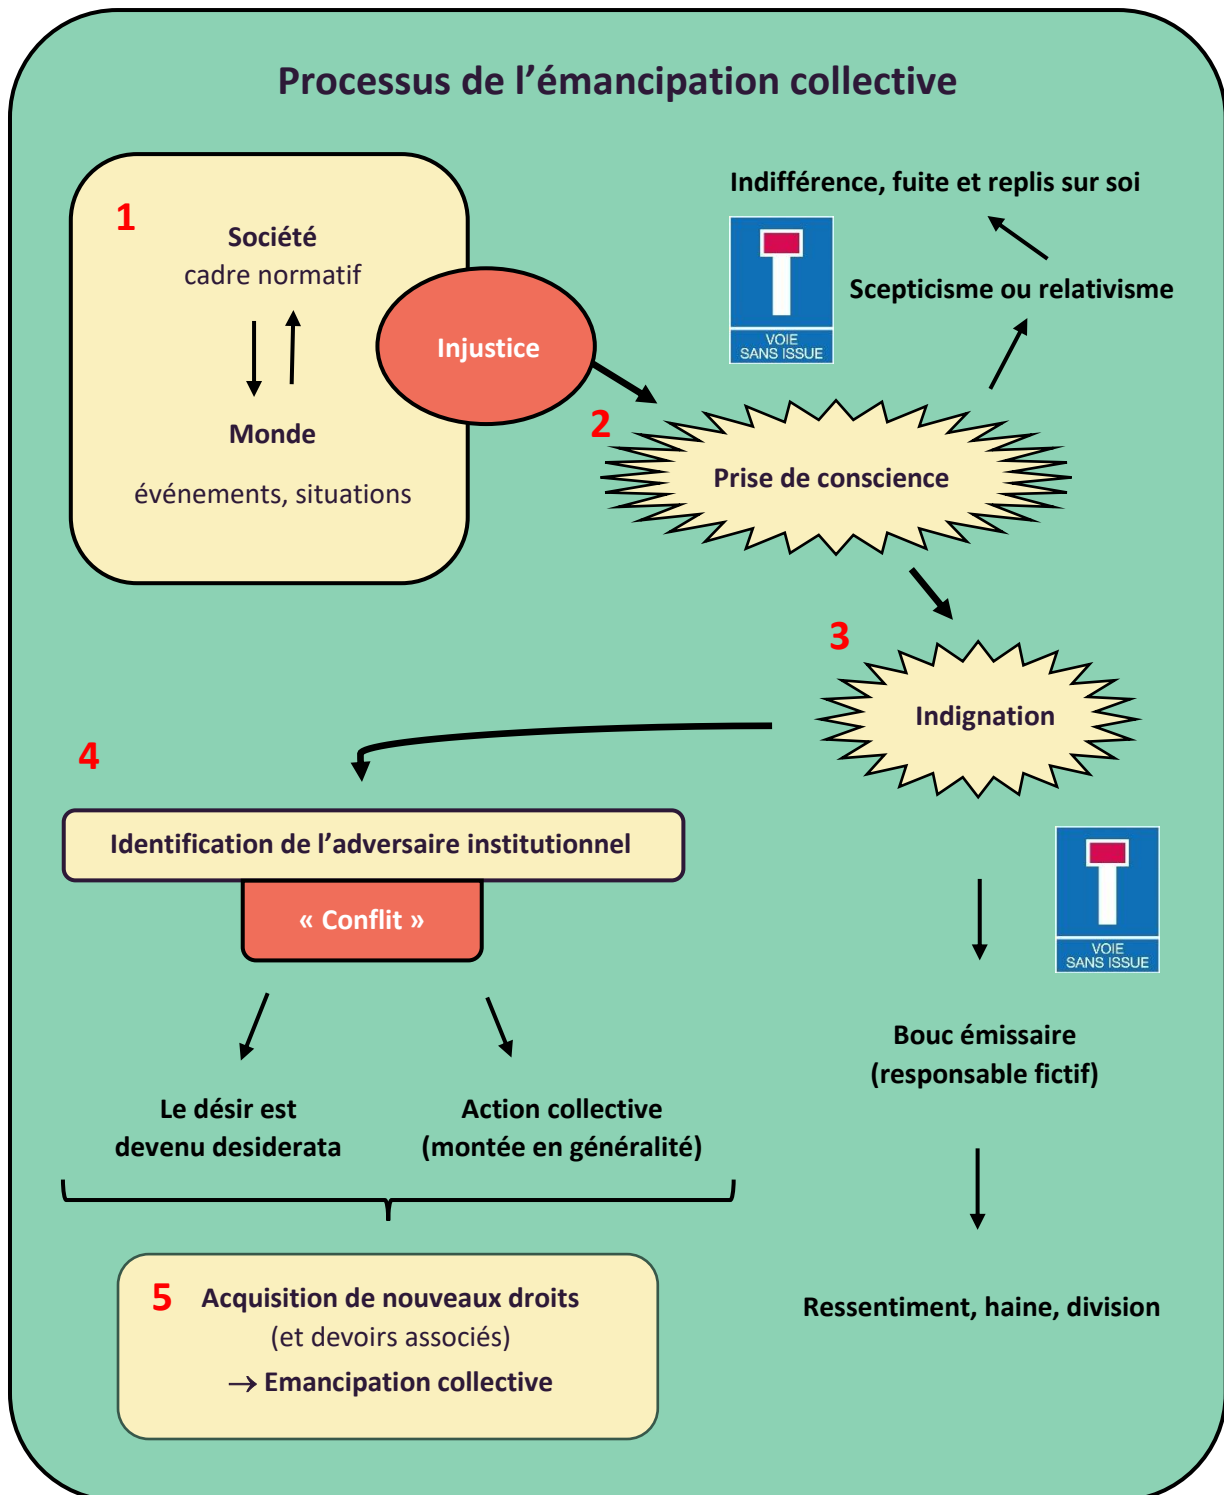 Processus de l’émancipation collective
1
Société
cadre normatif
Monde
événements, situations
Injustice
Indifférence, fuite et replis sur soi
VOIE
SANS ISSUE
Scepticisme ou relativisme
2
Prise de conscience
3
Indignation
4
Identification de l’adversaire institutionnel
« Conflit »
VOIE
SANS ISSUE
Le désir est
devenu desiderata
Action collective
(montée en généralité)
Bouc émissaire
(responsable fictif)
5
Acquisition de nouveaux droits
(et devoirs associés)
→ Emancipation collective
Ressentiment, haine, division